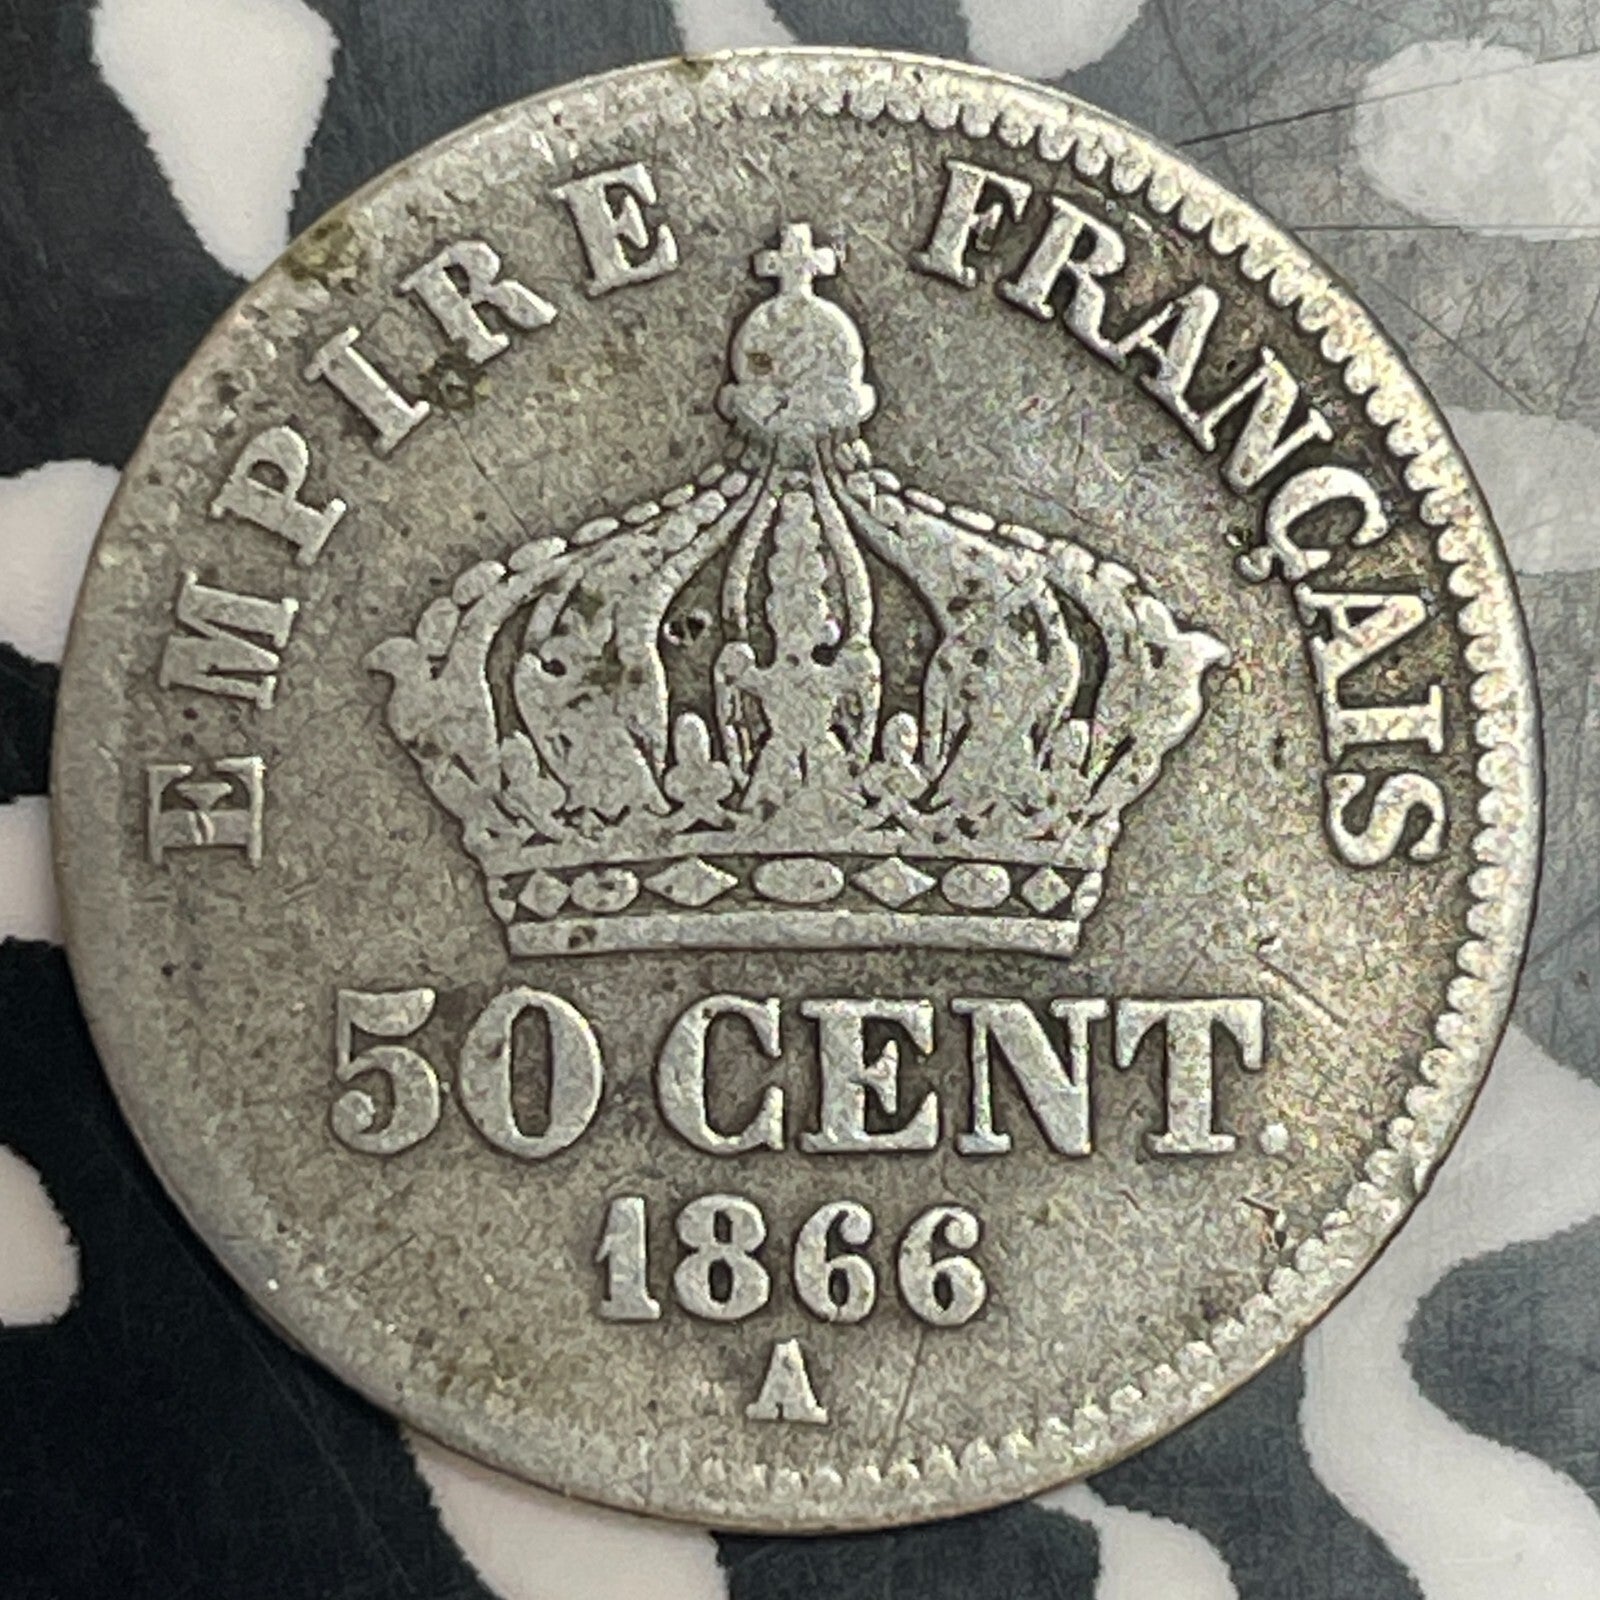 EMPIRE FRANÇAIS
50 CENT.
1866
A